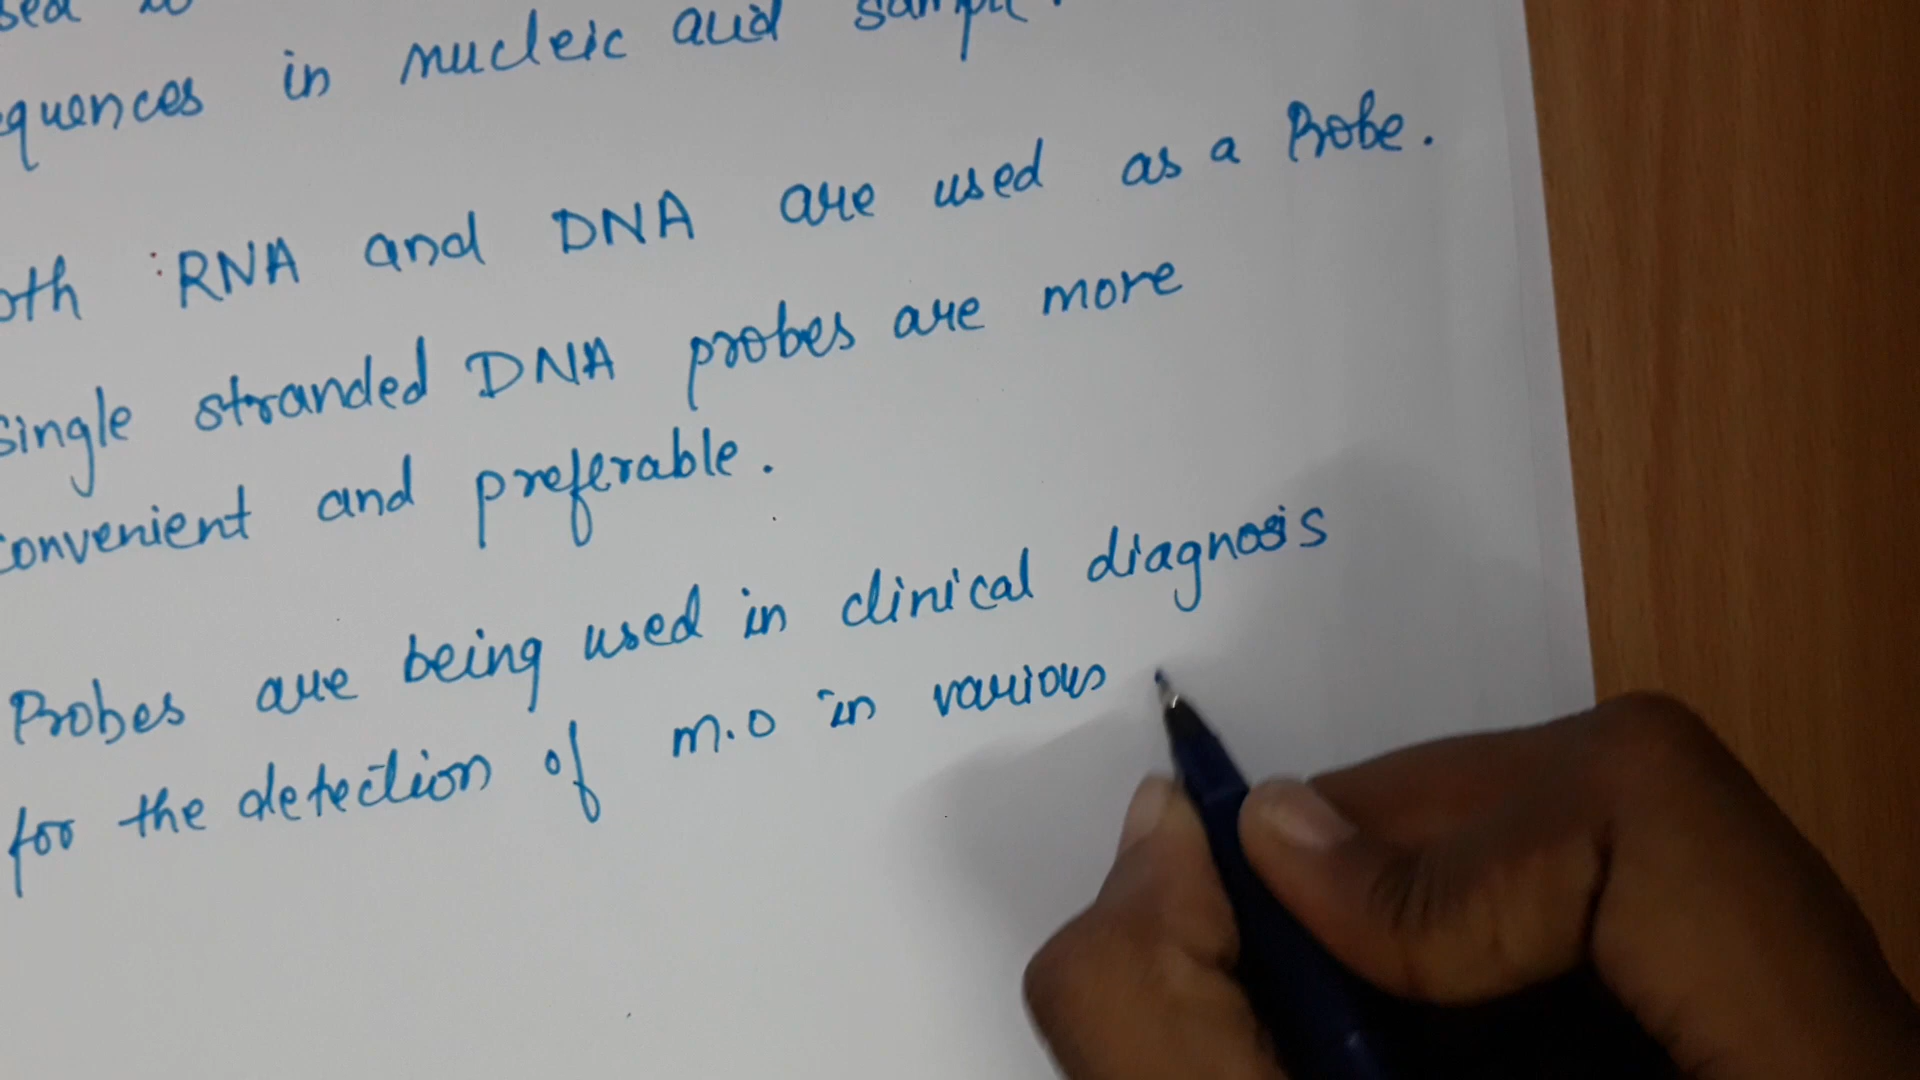 in nucleic acid
RNA and DNA are used as a Probe.
single stranded DNA probes are more
convenient and preferable.
Probes are being used in clinical diagnosis
for the detection of m.o in various